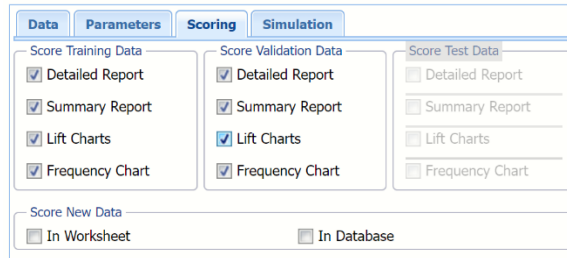 Data Parameters Scoring Simulation
Score Training Data Score Validation Data Score Test Data
Detailed Report Detailed Report Detailed Report
Summary Report Summary Report Summary Report
Lift Charts Lift Charts Lift Charts
Frequency Chart Frequency Chart Frequency Chart
Score New Data
In Worksheet In Database